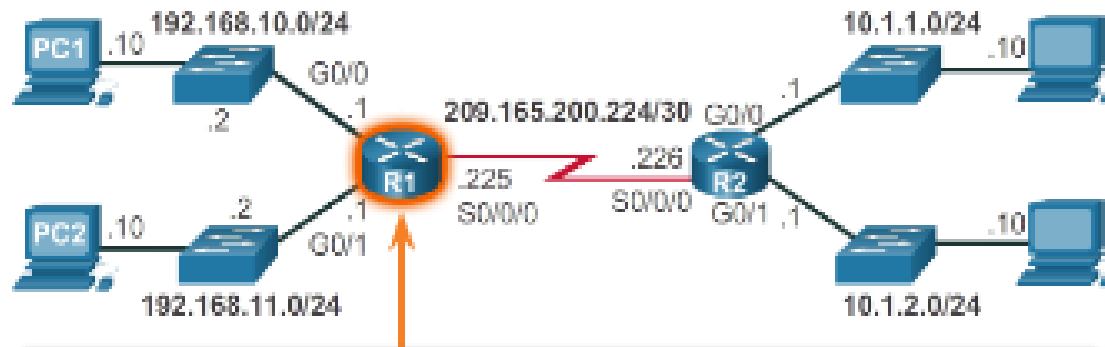 192.168.10.0/24
10.1.1.0/24
PC1
.10
G0/0
.1
.2
209.165.200.224/30
G0/0
.1
.10
R1
.225
S0/0/0
.226
S0/0/0
R2
G0/1
.1
PC2
.10
.2
.1
G0/1
.10
192.168.11.0/24
10.1.2.0/24